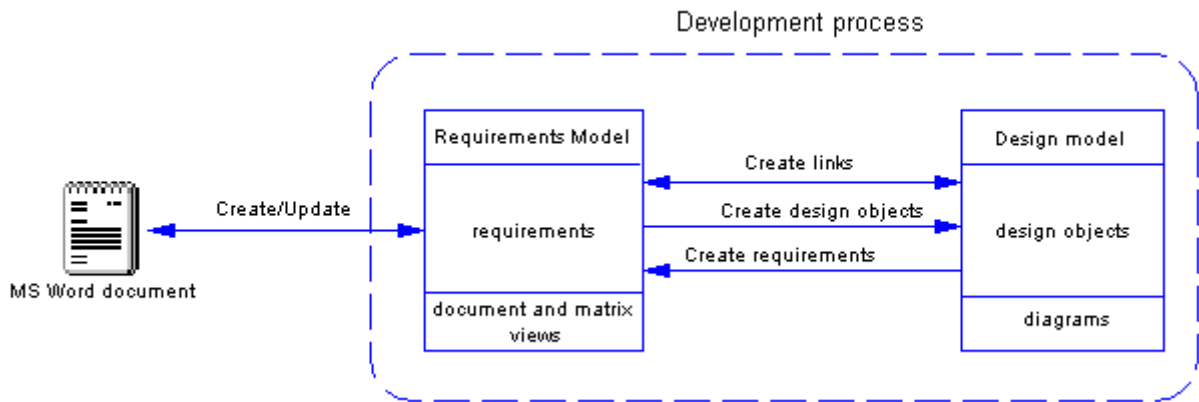 Development process
Requirements Model
Design model
Create links
Create/Update
Create design objects
requirements
design objects
Create requirements
MS Word document
document and matrix
views
diagrams